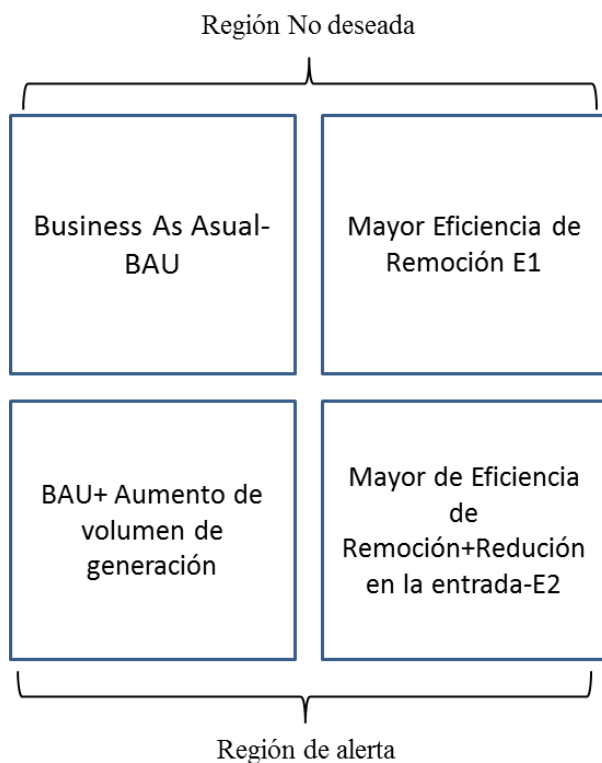 Región No deseada
Business As Asual-
BAU
Mayor Eficiencia de
Remoción E1
BAU+ Aumento de
volumen de
generación
Mayor de Eficiencia
de
Remoción+Redución
en la entrada-E2
Región de alerta